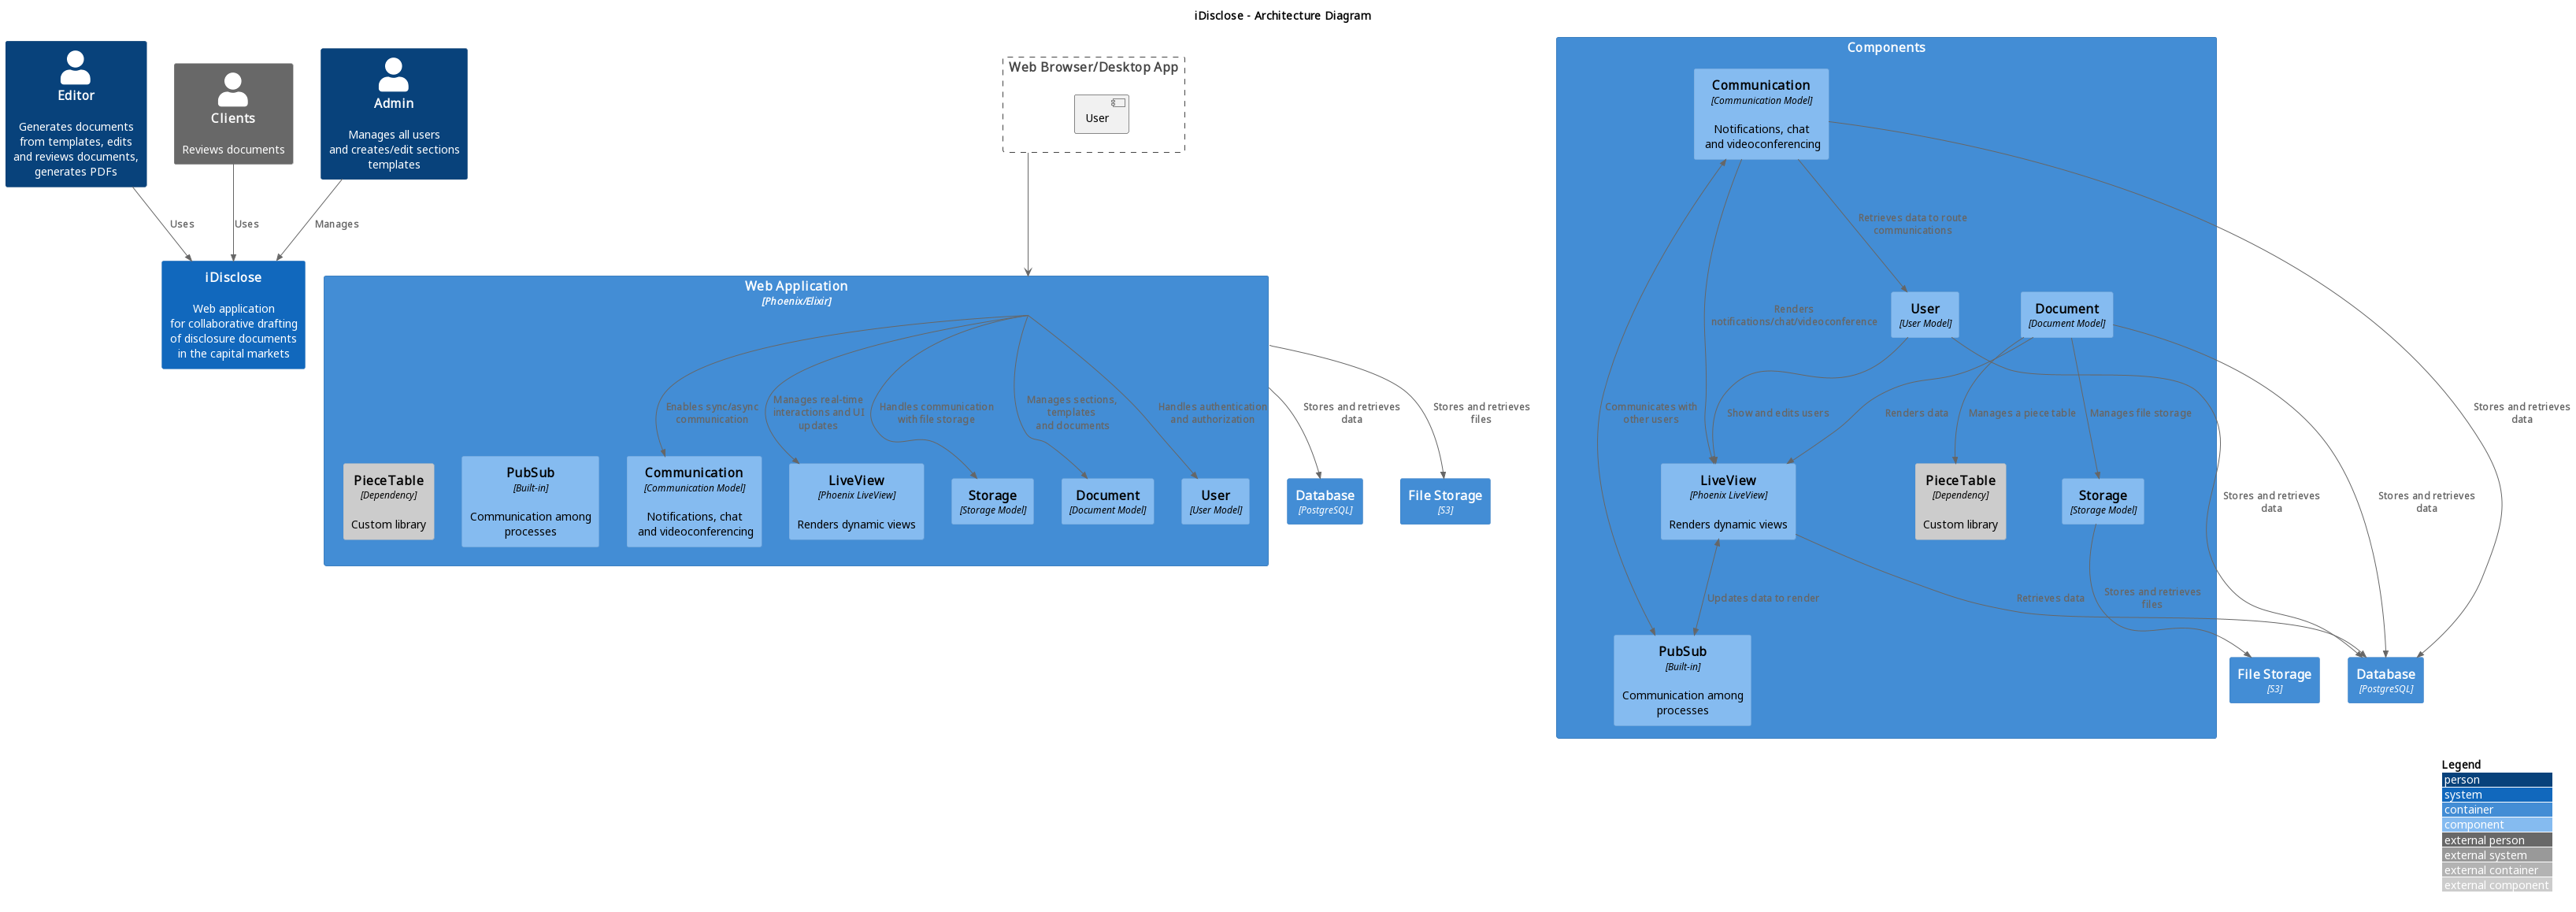 iDisclose - Architecture Diagram
Editor
Generates documents
from templates, edits
and reviews documents,
generates PDFs
Clients
Reviews documents
Admin
Manages all users
and creates/edit sections
templates
Uses
Uses
Manages
iDisclose
Web application
for collaborative drafting
of disclosure documents
in the capital markets
Web Browser/Desktop App
User
Web Application
[Phoenix/Elixir]
Enables sync/async
communication
Manages real-time
interactions and UI
updates
Handles communication
with file storage
Manages sections,
templates
and documents
Handles authentication
and authorization
PieceTable
[Dependency]
Custom library
PubSub
[Built-in]
Communication among
processes
Communication
[Communication Model]
Notifications, chat
and videoconferencing
LiveView
[Phoenix LiveView]
Renders dynamic views
Storage
[Storage Model]
Document
[Document Model]
User
[User Model]
Stores and retrieves
data
Stores and retrieves
files
Database
[PostgreSQL]
File Storage
[S3]
Components
Communication
[Communication Model]
Notifications, chat
and videoconferencing
Retrieves data to route
communications
Renders
notifications/chat/videoconference
User
[User Model]
Document
[Document Model]
Communicates with
other users
Show and edits users
Renders data
Manages a piece table
Manages file storage
Stores and retrieves
data
LiveView
[Phoenix LiveView]
Renders dynamic views
PieceTable
[Dependency]
Custom library
Storage
[Storage Model]
Stores and retrieves
data
Stores and retrieves
data
Updates data to render
Retrieves data
Stores and retrieves
files
PubSub
[Built-in]
Communication among
processes
File Storage
[S3]
Database
[PostgreSQL]
Legend
person
system
container
component
external person
external system
external container
external component